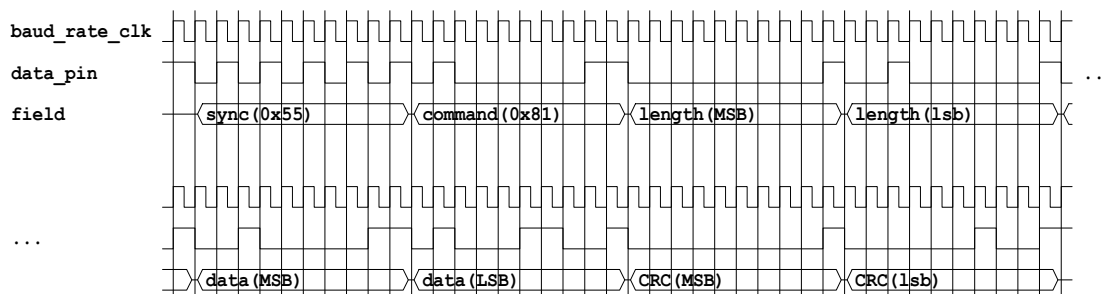 baud_rate_clk
data_pin ..
field sync(0x55) command(0x81) length(MSB) length(lsb)
...
data(MSB) data(LSB) CRC(MSB) CRC(lsb)